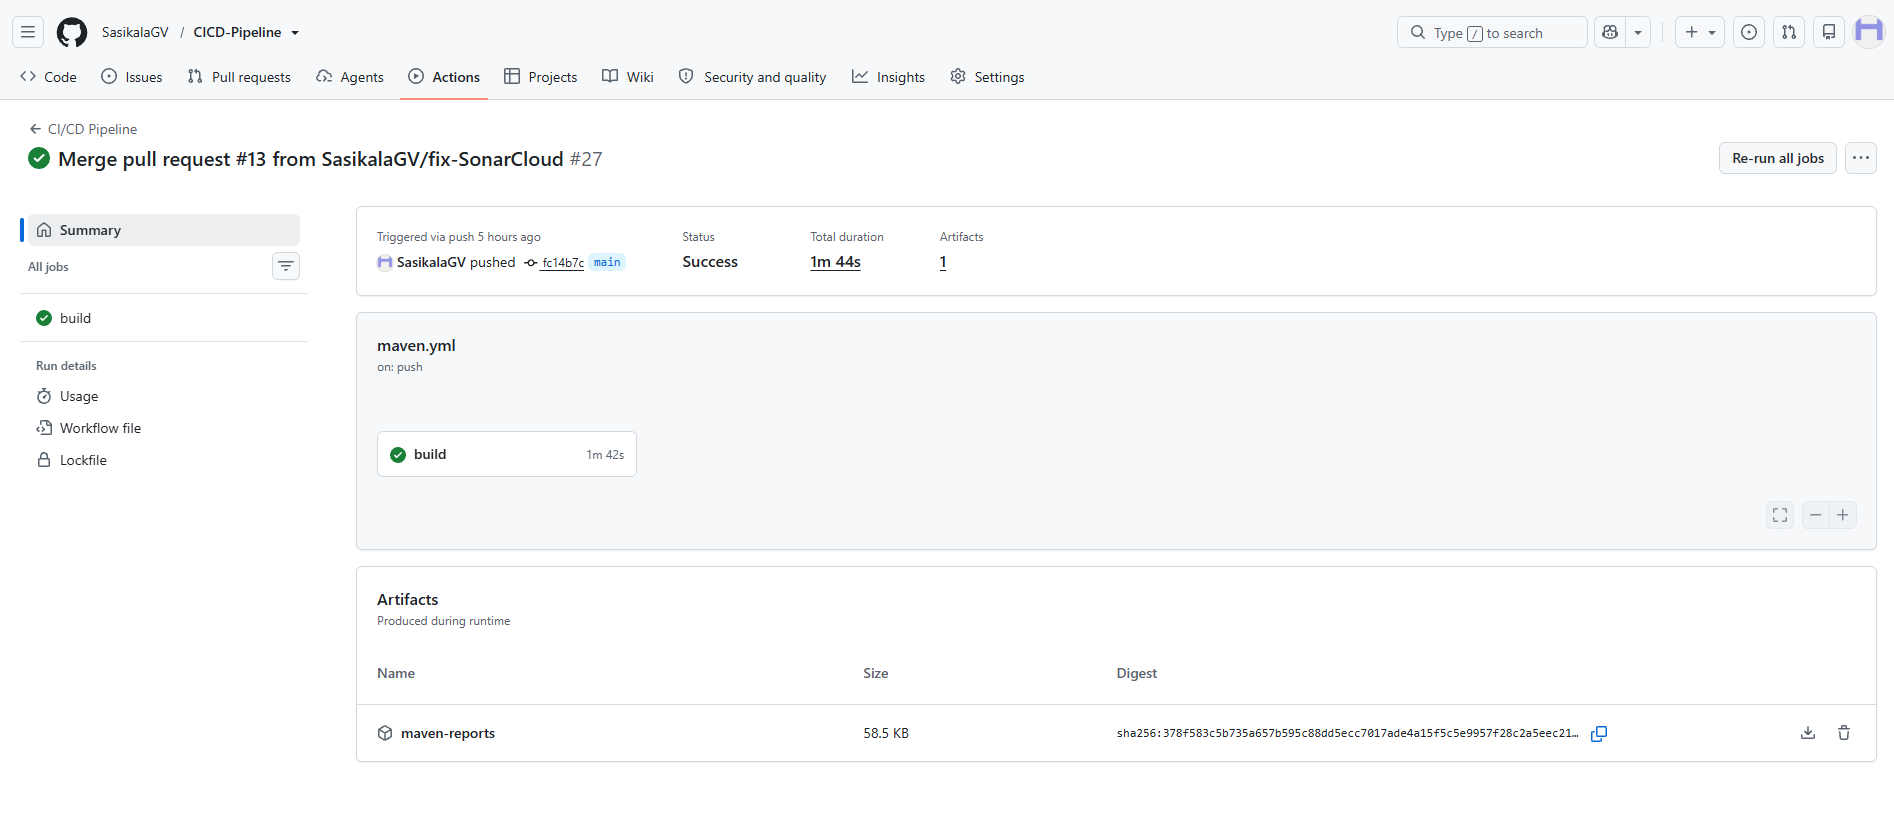 SasikalaGV / CICD-Pipeline
Type / to search
Code Issues Pull requests Agents Actions Projects Wiki Security and quality Insights Settings
CI/CD Pipeline
Merge pull request #13 from SasikalaGV/fix-SonarCloud #27
Re-run all jobs
Summary
All jobs
build
Run details
Usage
Workflow file
Lockfile
Triggered via push 5 hours ago
SasikalaGV pushed fc14b7c main
Status
Success
Total duration
1m 44s
Artifacts
1
maven.yml
on: push
build 1m 42s
Artifacts
Produced during runtime
Name Size Digest
maven-reports 58.5 KB sha256:378f583c5b735a657b595c88dd5ecc7017ade4a15f5c5e9957f28c2a5eec21…